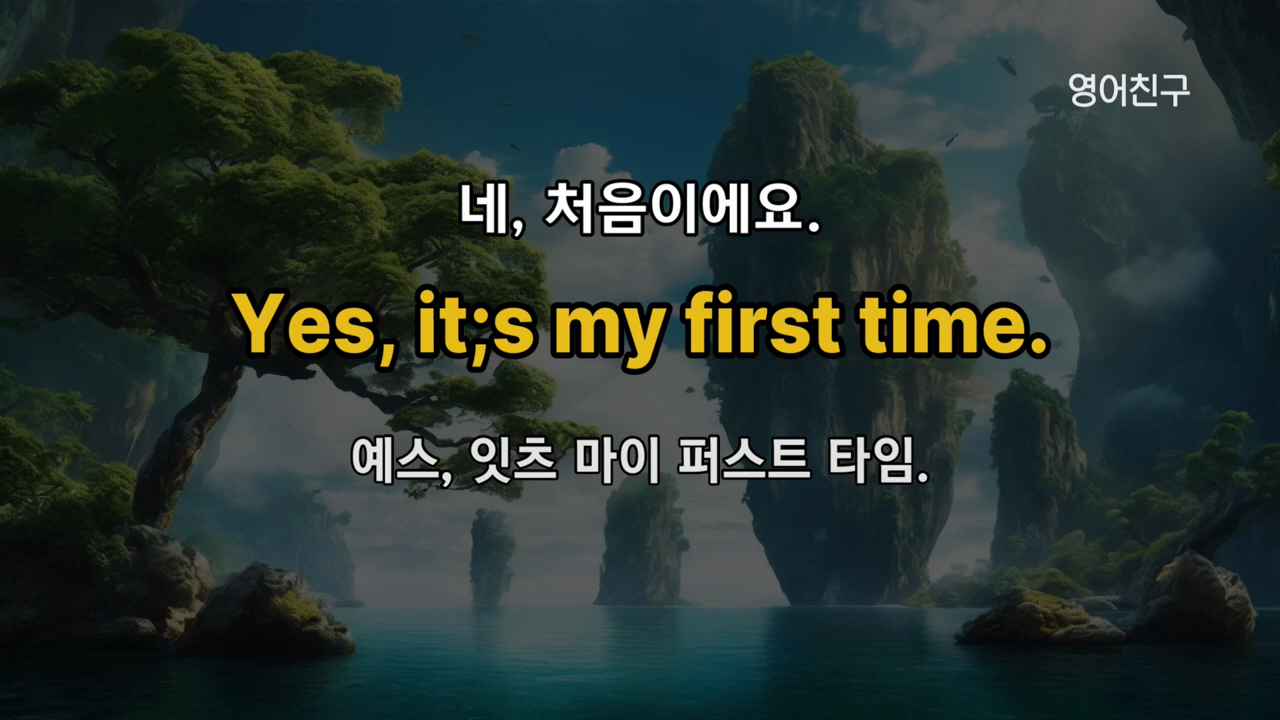 영어친구
네, 처음이에요.
Yes, it;s my first time.
예스, 잇츠 마이 퍼스트 타임.